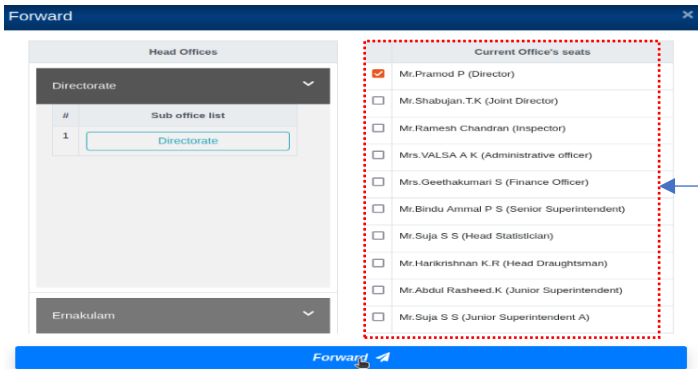 Forward
Head Offices
Directorate
# Sub office list
1 Directorate
Ernakulam
Current Office's seats
Mr.Pramod P (Director)
Mr.Shabujan.T.K (Joint Director)
Mr.Ramesh Chandran (Inspector)
Mrs.VALSA A K (Administrative officer)
Mrs.Geethakumari S (Finance Officer)
Mr.Bindu Ammal P S (Senior Superintendent)
Mr.Suja S S (Head Statistician)
Mr.Harikrishnan K.R (Head Draughtsman)
Mr.Abdul Rasheed.K (Junior Superintendent)
Mr.Suja S S (Junior Superintendent A)
Forward